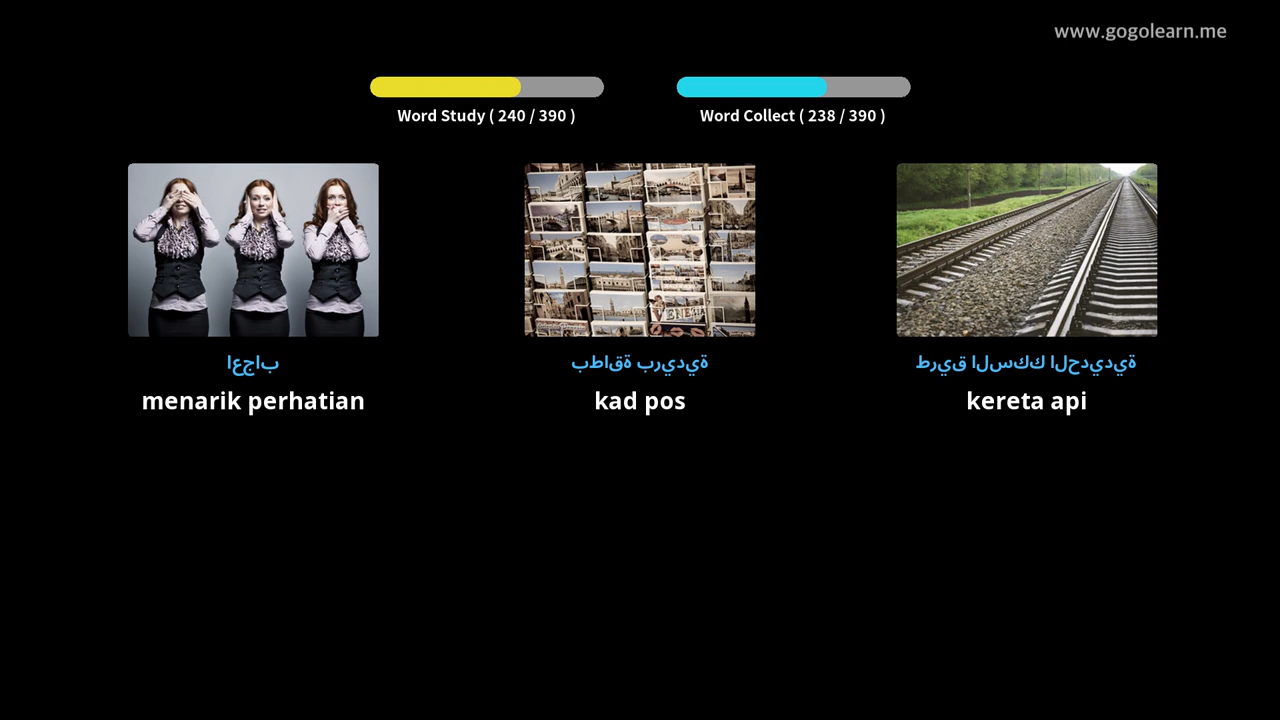 www.gogolearn.me
Word Study ( 240 / 390 )
Word Collect ( 238 / 390 )
اعجاب
بطاقة بريدية
طريق السكك الحديدية
menarik perhatian
kad pos
kereta api